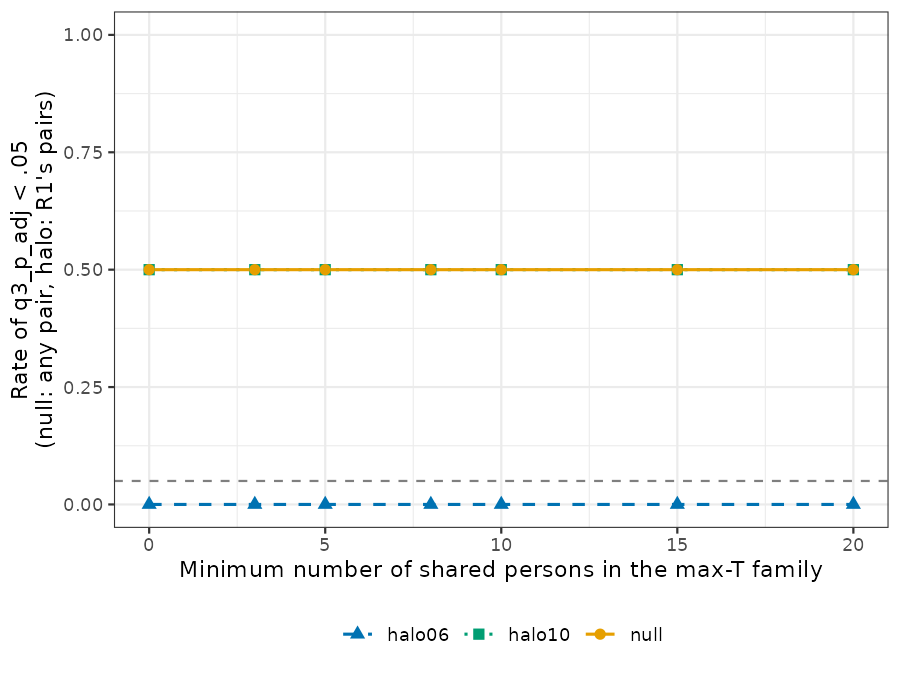 Rate of q3_p_adj < .05
(null: any pair, halo: R1's pairs)
1.00
0.75
0.50
0.25
0.00
0 5 10 15 20
Minimum number of shared persons in the max-T family
halo06 halo10 null